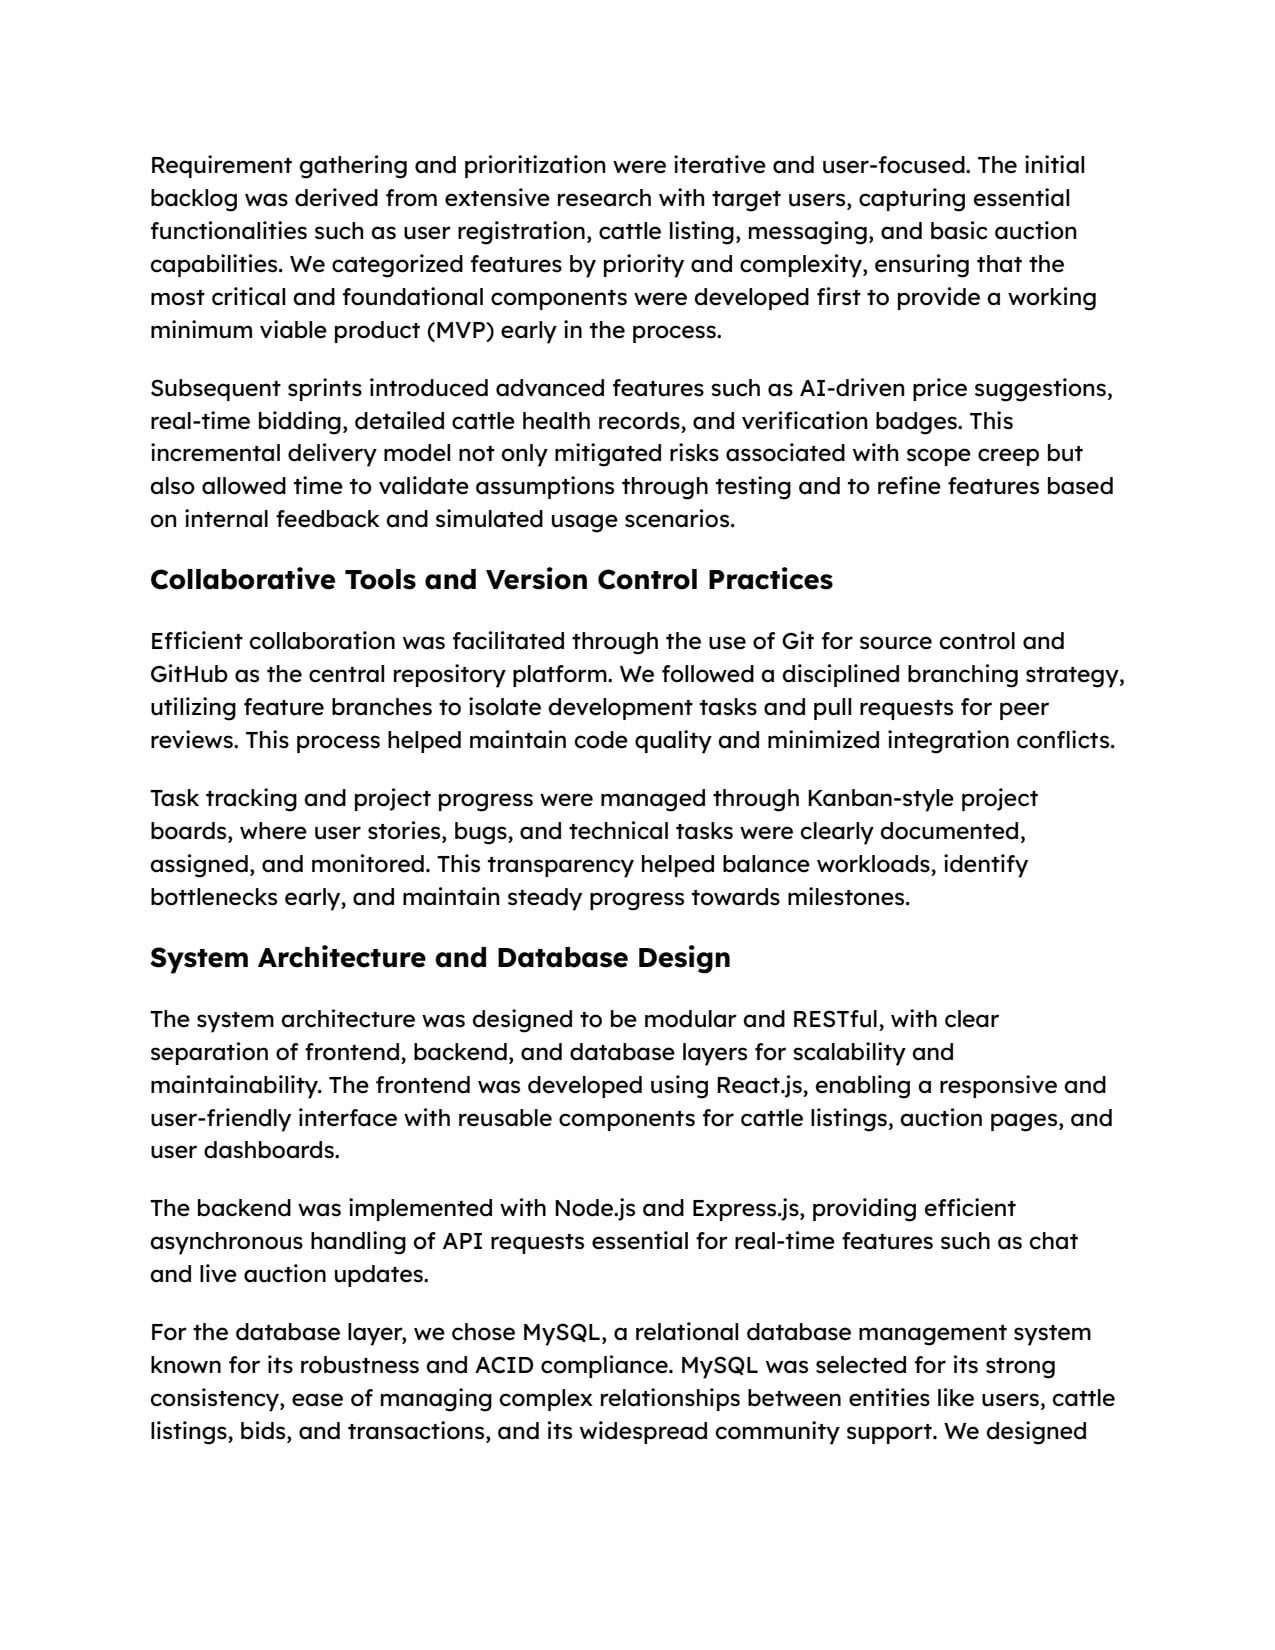 Requirement gathering and prioritization were iterative and user-focused. The initial
backlog was derived from extensive research with target users, capturing essential
functionalities such as user registration, cattle listing, messaging, and basic auction
capabilities. We categorized features by priority and complexity, ensuring that the
most critical and foundational components were developed first to provide a working
minimum viable product (MVP) early in the process.
Subsequent sprints introduced advanced features such as AI-driven price suggestions,
real-time bidding, detailed cattle health records, and verification badges. This
incremental delivery model not only mitigated risks associated with scope creep but
also allowed time to validate assumptions through testing and to refine features based
on internal feedback and simulated usage scenarios.
Collaborative Tools and Version Control Practices
Efficient collaboration was facilitated through the use of Git for source control and
GitHub as the central repository platform. We followed a disciplined branching strategy,
utilizing feature branches to isolate development tasks and pull requests for peer
reviews. This process helped maintain code quality and minimized integration conflicts.
Task tracking and project progress were managed through Kanban-style project
boards, where user stories, bugs, and technical tasks were clearly documented,
assigned, and monitored. This transparency helped balance workloads, identify
bottlenecks early, and maintain steady progress towards milestones.
System Architecture and Database Design
The system architecture was designed to be modular and RESTful, with clear
separation of frontend, backend, and database layers for scalability and
maintainability. The frontend was developed using React.js, enabling a responsive and
user-friendly interface with reusable components for cattle listings, auction pages, and
user dashboards.
The backend was implemented with Node.js and Express.js, providing efficient
asynchronous handling of API requests essential for real-time features such as chat
and live auction updates.
For the database layer, we chose MySQL, a relational database management system
known for its robustness and ACID compliance. MySQL was selected for its strong
consistency, ease of managing complex relationships between entities like users, cattle
listings, bids, and transactions, and its widespread community support. We designed